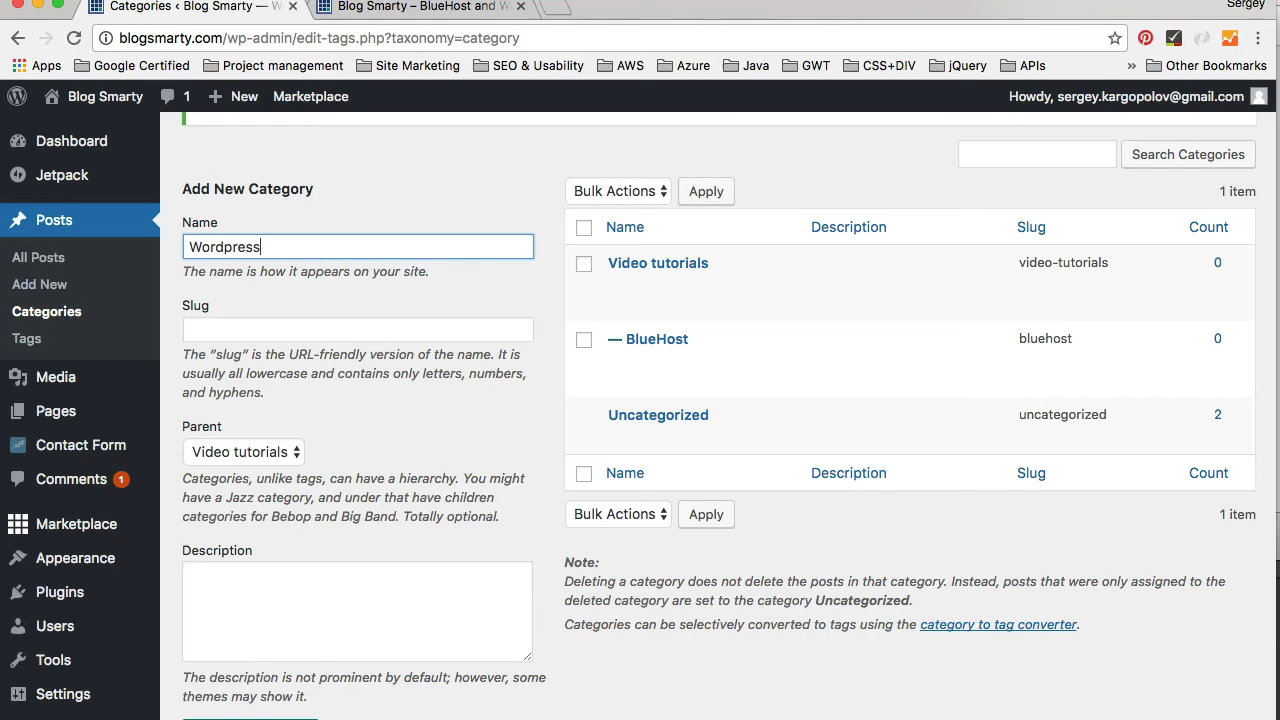 Categories ‹ Blog Smarty — W
Blog Smarty – BlueHost and W
Sergey
blogsmarty.com/wp-admin/edit-tags.php?taxonomy=category
Apps Google Certified Project management Site Marketing SEO & Usability AWS Azure Java GWT CSS+DIV jQuery APIs » Other Bookmarks
Blog Smarty 1 New Marketplace Howdy, sergey.kargopolov@gmail.com
Dashboard
Jetpack
Posts
All Posts
Add New
Categories
Tags
Media
Pages
Contact Form
Comments 1
Marketplace
Appearance
Plugins
Users
Tools
Settings
Add New Category
Name
Wordpress
The name is how it appears on your site.
Slug
The “slug” is the URL-friendly version of the name. It is
usually all lowercase and contains only letters, numbers,
and hyphens.
Parent
Video tutorials
Categories, unlike tags, can have a hierarchy. You might
have a Jazz category, and under that have children
categories for Bebop and Big Band. Totally optional.
Description
The description is not prominent by default; however, some
themes may show it.
Search Categories
Bulk Actions Apply 1 item
Name Description Slug Count
Video tutorials video-tutorials 0
— BlueHost bluehost 0
Uncategorized uncategorized 2
Name Description Slug Count
Bulk Actions Apply 1 item
Note:
Deleting a category does not delete the posts in that category. Instead, posts that were only assigned to the
deleted category are set to the category Uncategorized.
Categories can be selectively converted to tags using the category to tag converter.